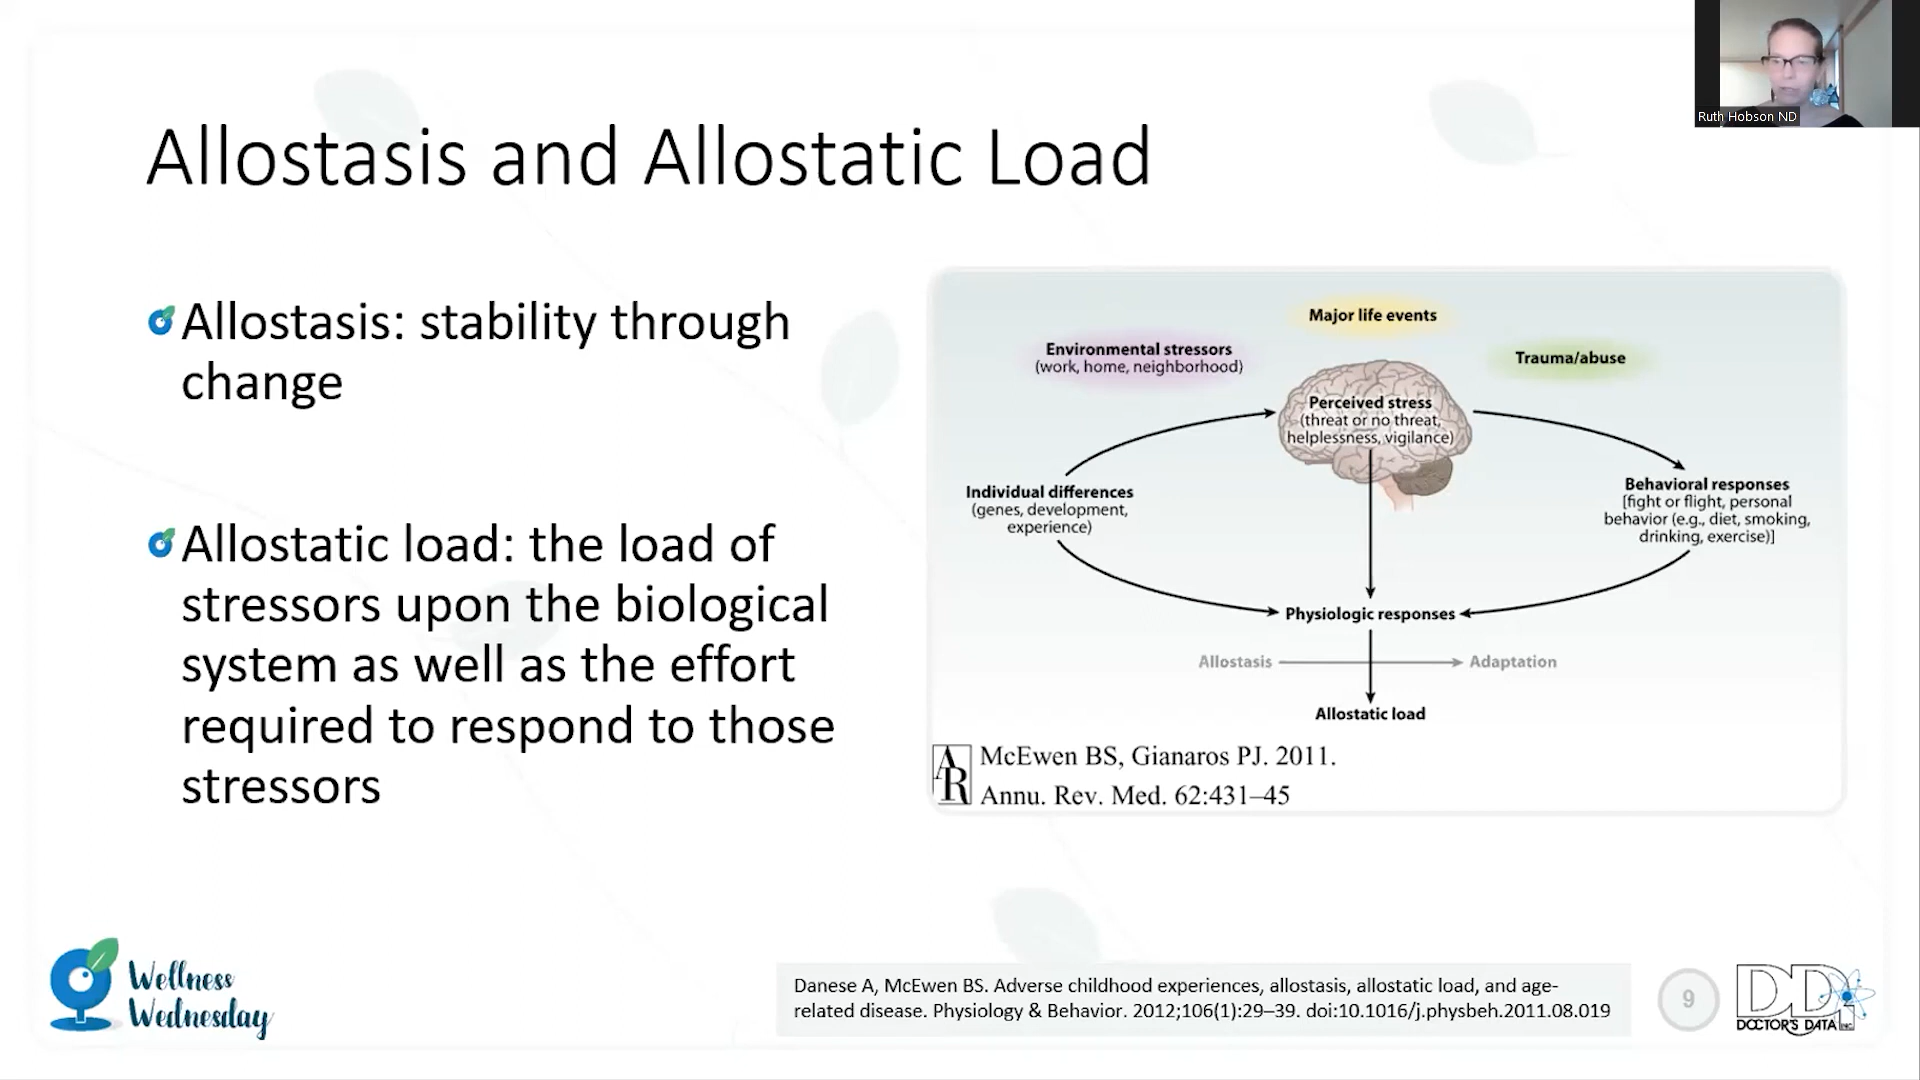 Ruth Hobson ND
Allostasis and Allostatic Load
Allostasis: stability through
change
Allostatic load: the load of
stressors upon the biological
system as well as the effort
required to respond to those
stressors
Major life events
Environmental stressors
(work, home, neighborhood)
Trauma/abuse
Perceived stress
(threat or no threat,
helplessness, vigilance)
Individual differences
(genes, development,
experience)
Behavioral responses
[fight or flight, personal
behavior (e.g., diet, smoking,
drinking, exercise)]
Physiologic responses
Allostasis
Adaptation
Allostatic load
AR
McEwen BS, Gianaros PJ. 2011.
Annu. Rev. Med. 62:431–45
Wellness
Wednesday
Danese A, McEwen BS. Adverse childhood experiences, allostasis, allostatic load, and age-
related disease. Physiology & Behavior. 2012;106(1):29–39. doi:10.1016/j.physbeh.2011.08.019
9
DDI
DOCTOR'S DATA